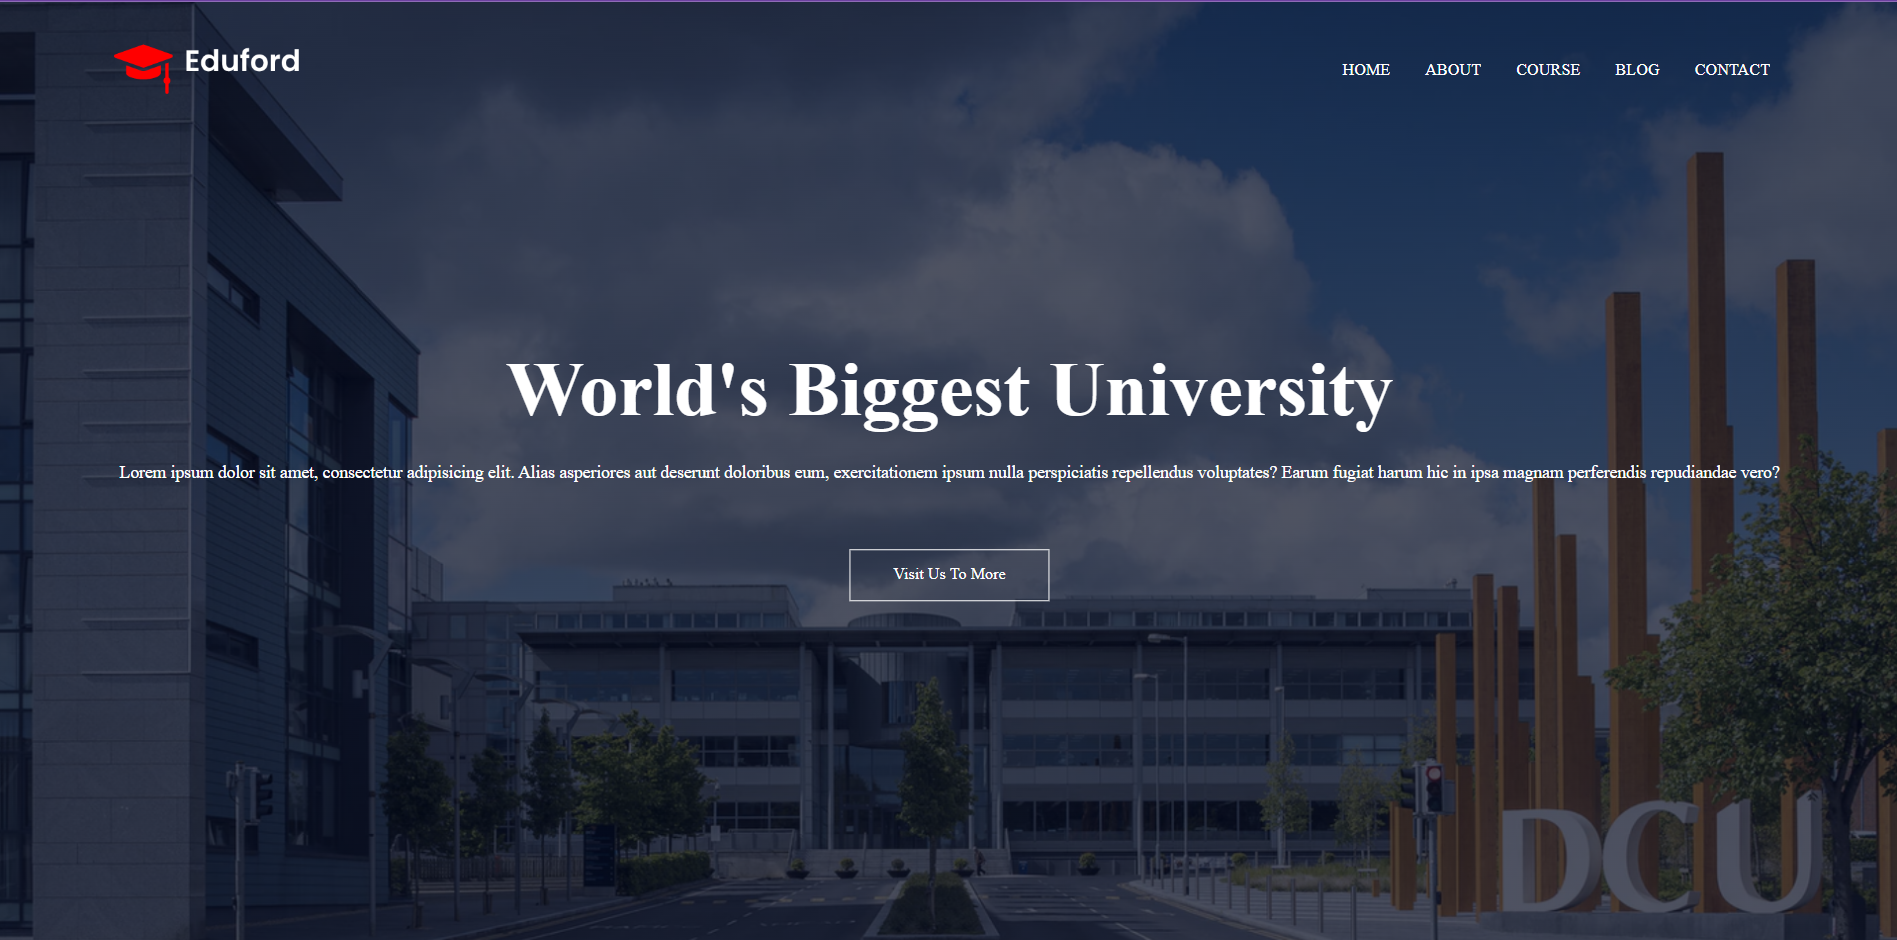 Eduford
HOME ABOUT COURSE BLOG CONTACT
World's Biggest University
Lorem ipsum dolor sit amet, consectetur adipisicing elit. Alias asperiores aut deserunt doloribus eum, exercitationem ipsum nulla perspiciatis repellendus voluptates? Earum fugiat harum hic in ipsa magnam perferendis repudiandae vero?
Visit Us To More
DCU